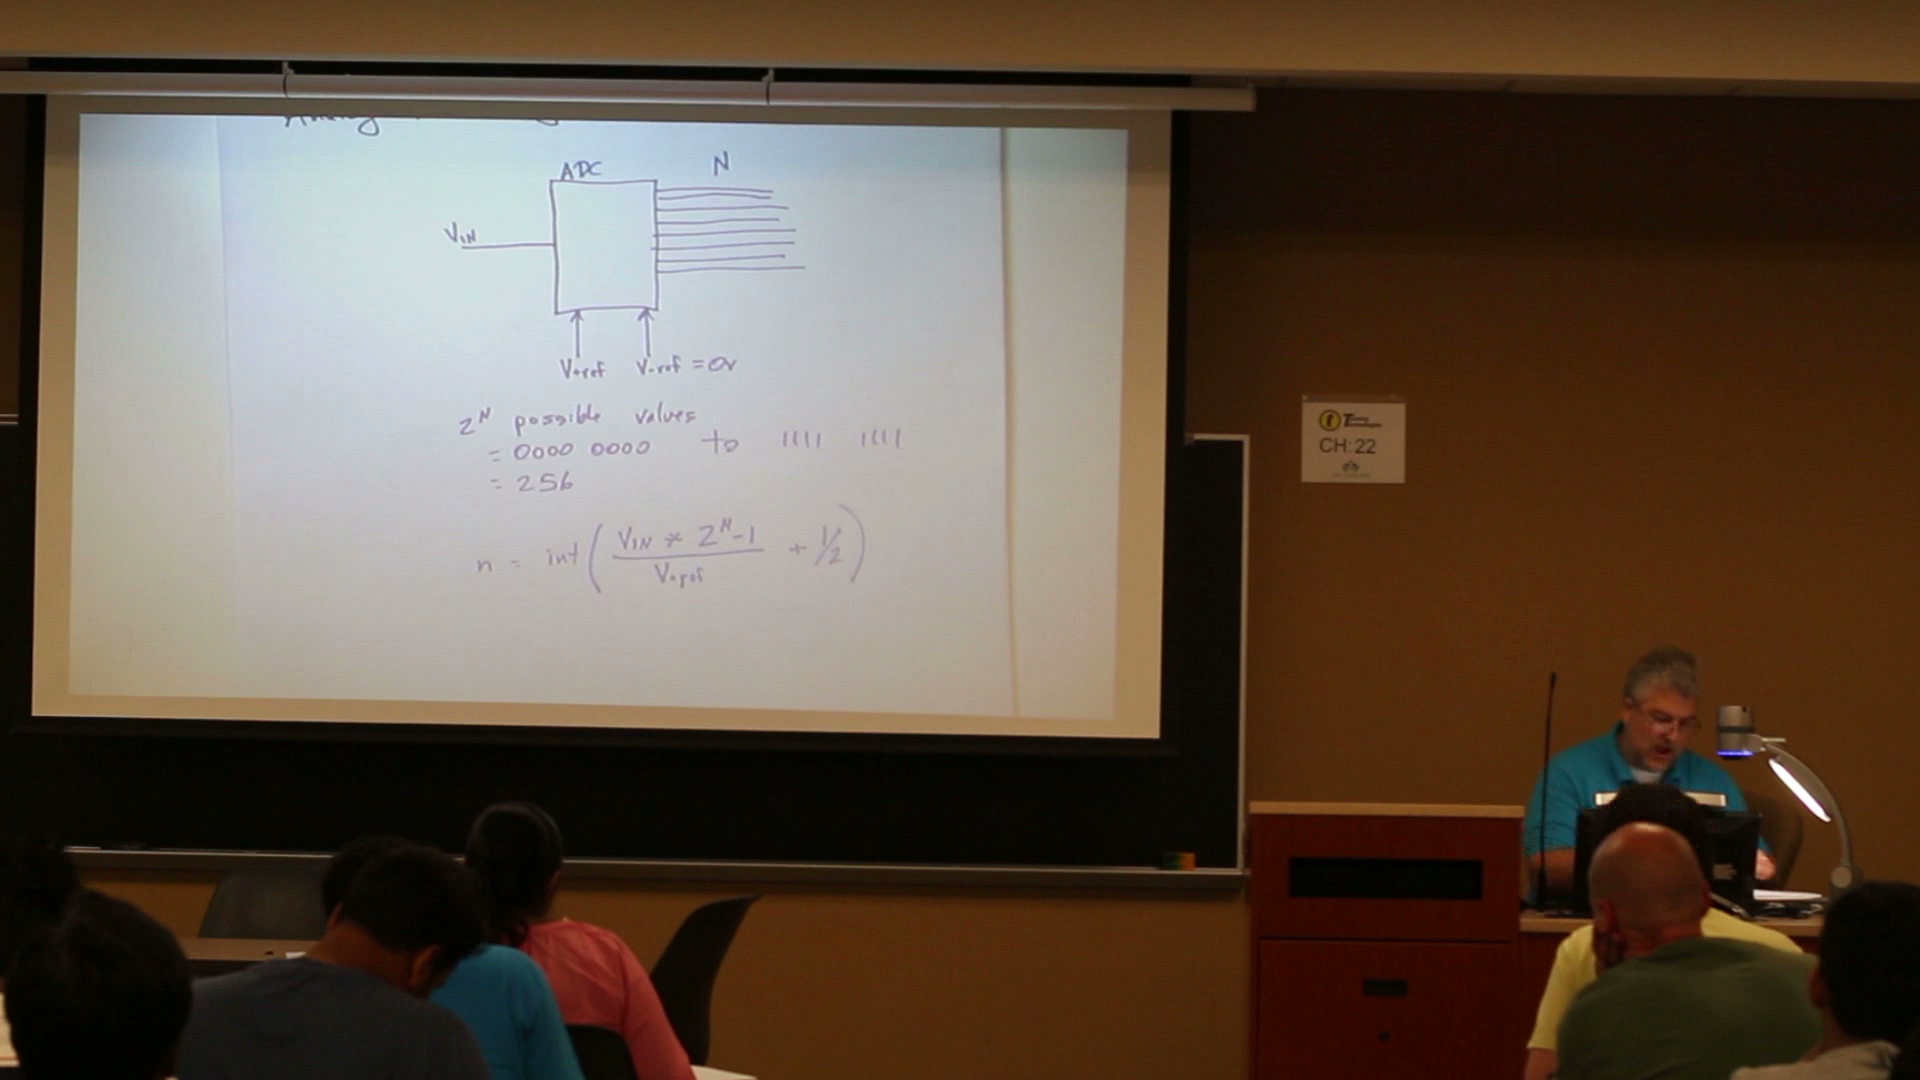 Analog
ADC
N
VIN
V+ref V-ref = 0v
2^N possible values
= 0000 0000 to 1111 1111
= 256
n = int( VIN * 2^N-1 / V+ref + 1/2 )
CH:22